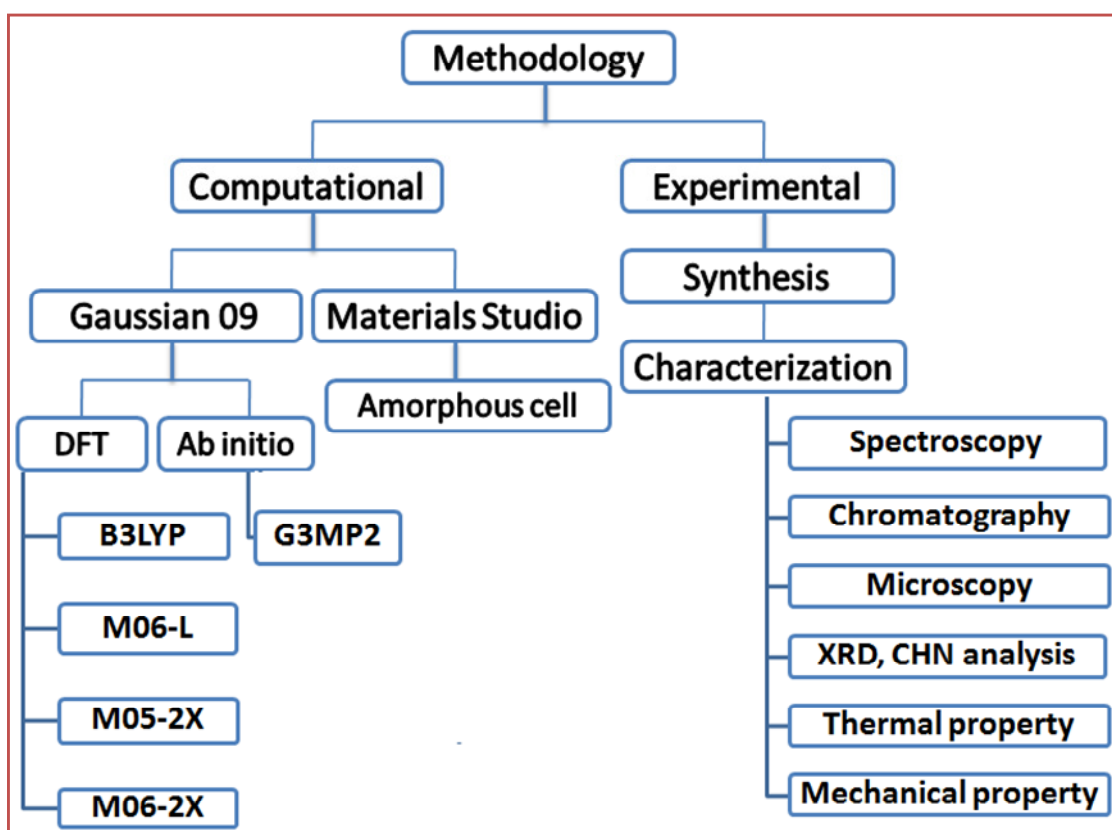 Methodology
Computational
Experimental
Synthesis
Gaussian 09
Materials Studio
Characterization
Amorphous cell
DFT
Ab initio
Spectroscopy
B3LYP
G3MP2
Chromatography
Microscopy
M06-L
XRD, CHN analysis
M05-2X
Thermal property
M06-2X
Mechanical property